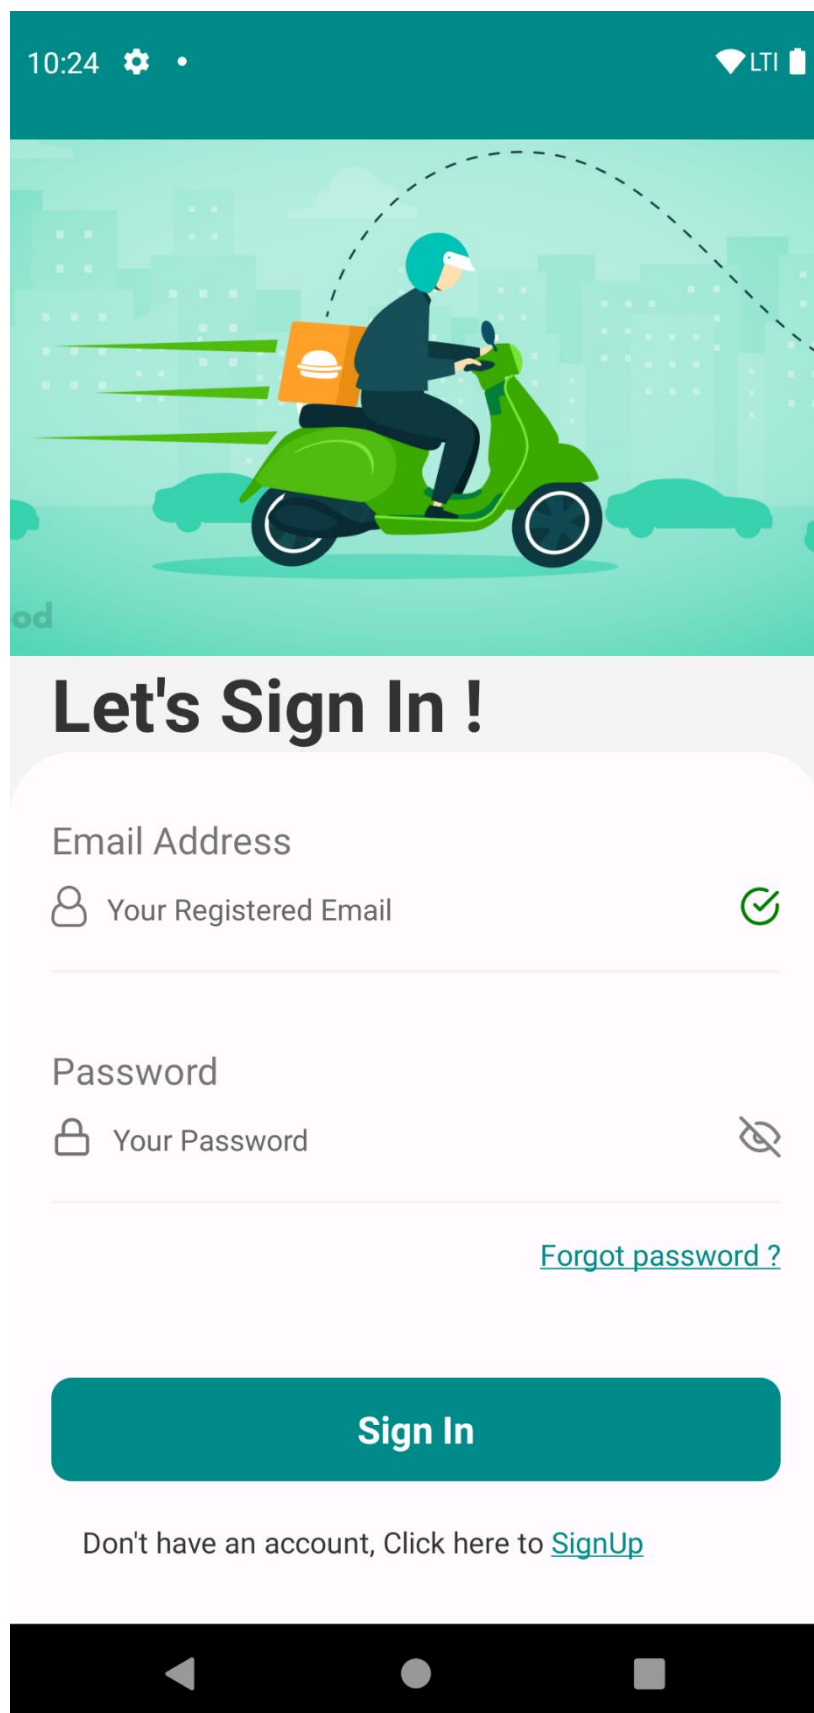 10:24
LTI
od
Let's Sign In !
Email Address
Your Registered Email
Password
Your Password
Forgot password ?
Sign In
Don't have an account, Click here to SignUp